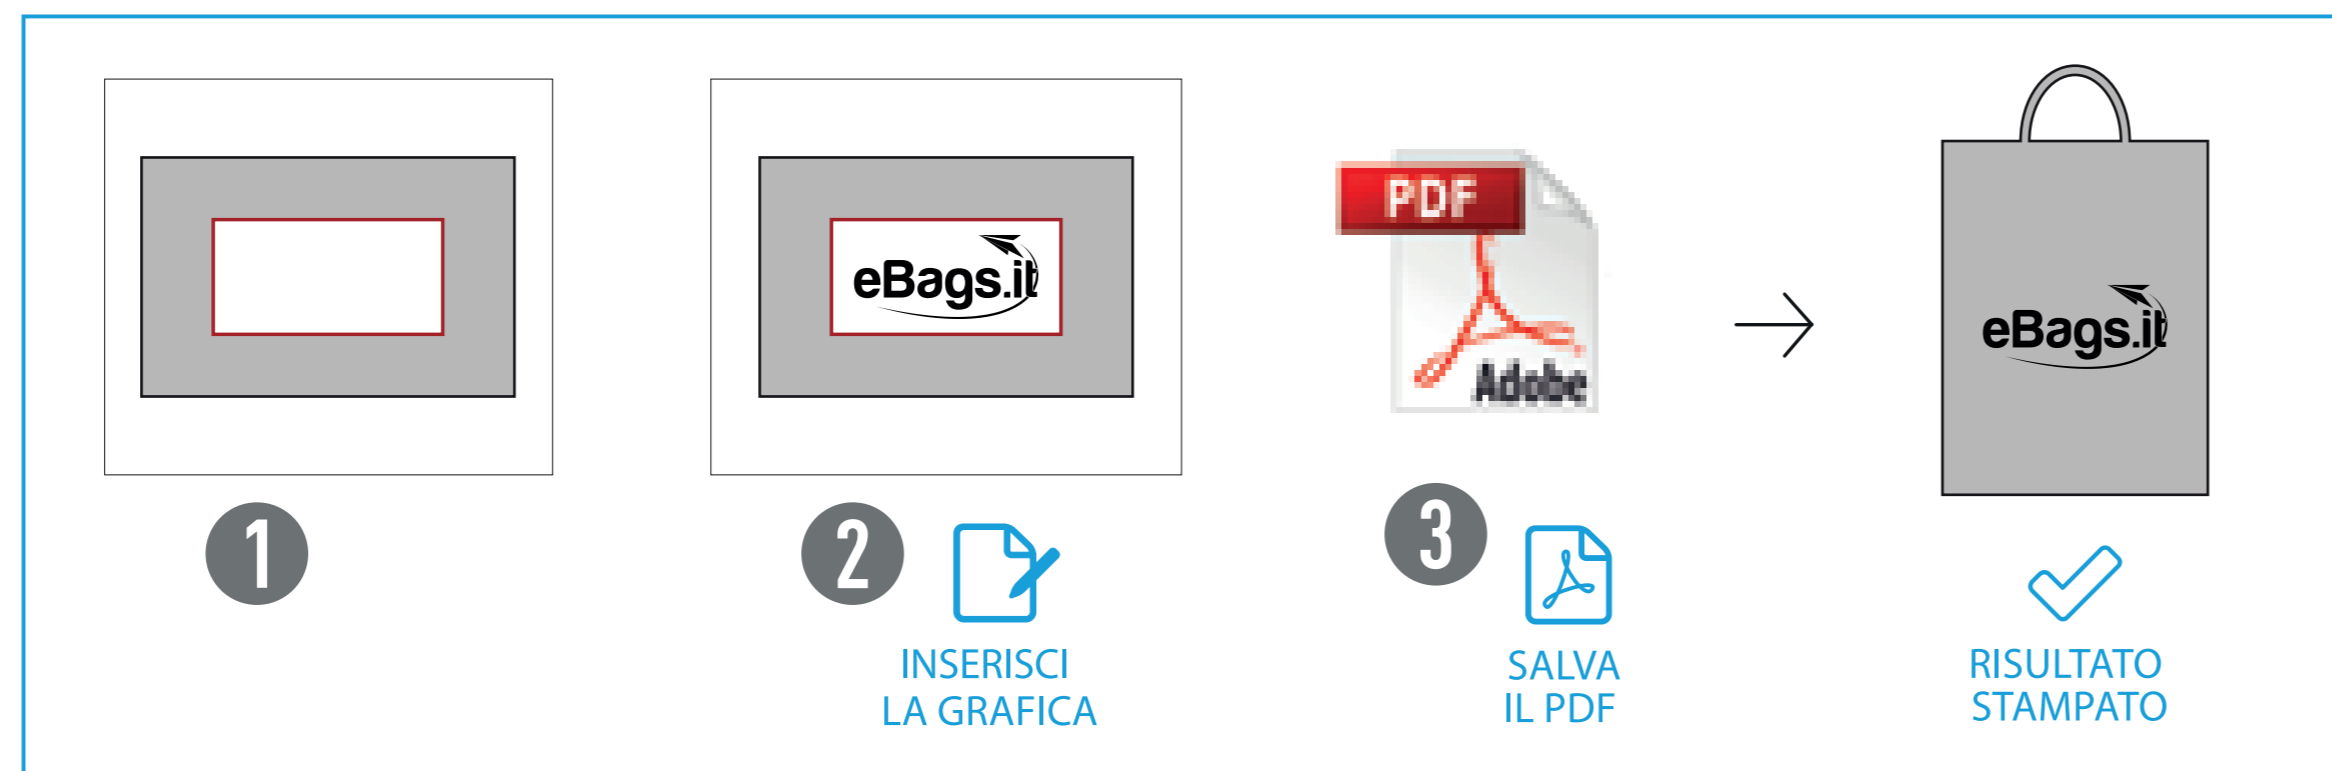 eBags.it
PDF
Adobe
eBags.it
1
2
3
INSERISCI
LA GRAFICA
SALVA
IL PDF
RISULTATO
STAMPATO